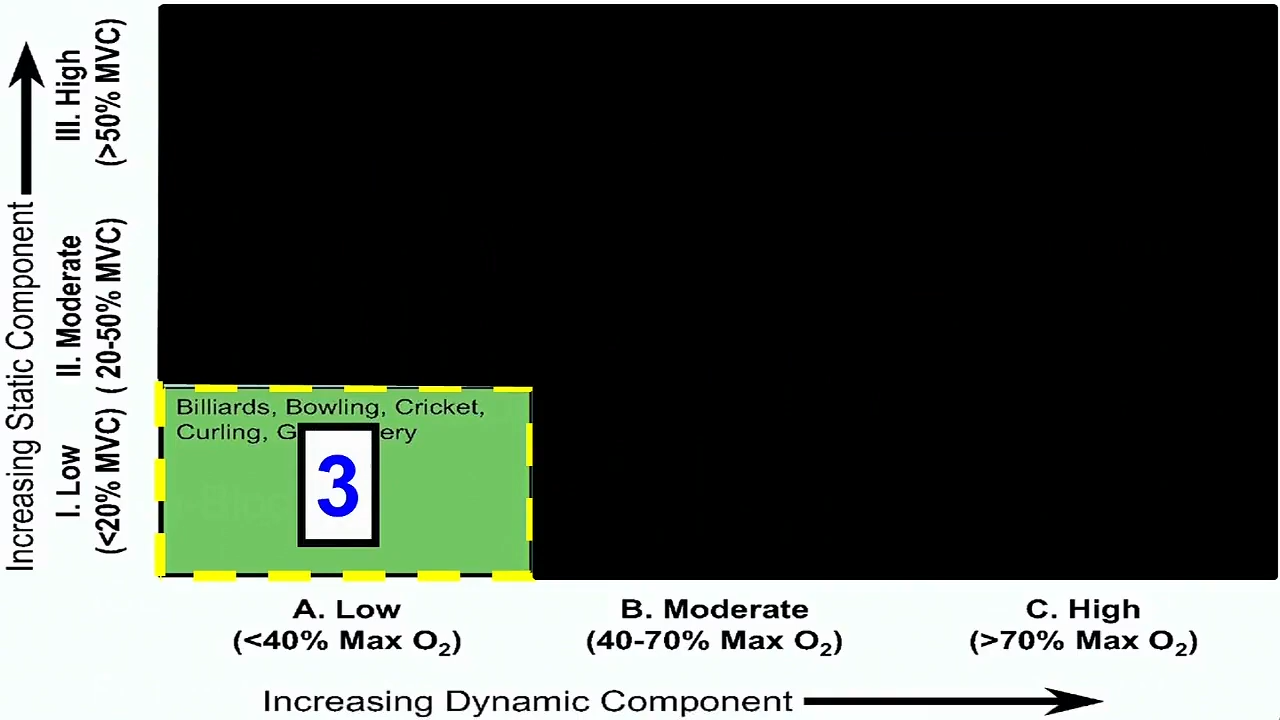 Increasing Static Component
III. High
(>50% MVC)
II. Moderate
( 20-50% MVC)
I. Low
(<20% MVC)
Billiards, Bowling, Cricket,
Curling,
3
A. Low
(<40% Max O₂)
B. Moderate
(40-70% Max O₂)
C. High
(>70% Max O₂)
Increasing Dynamic Component